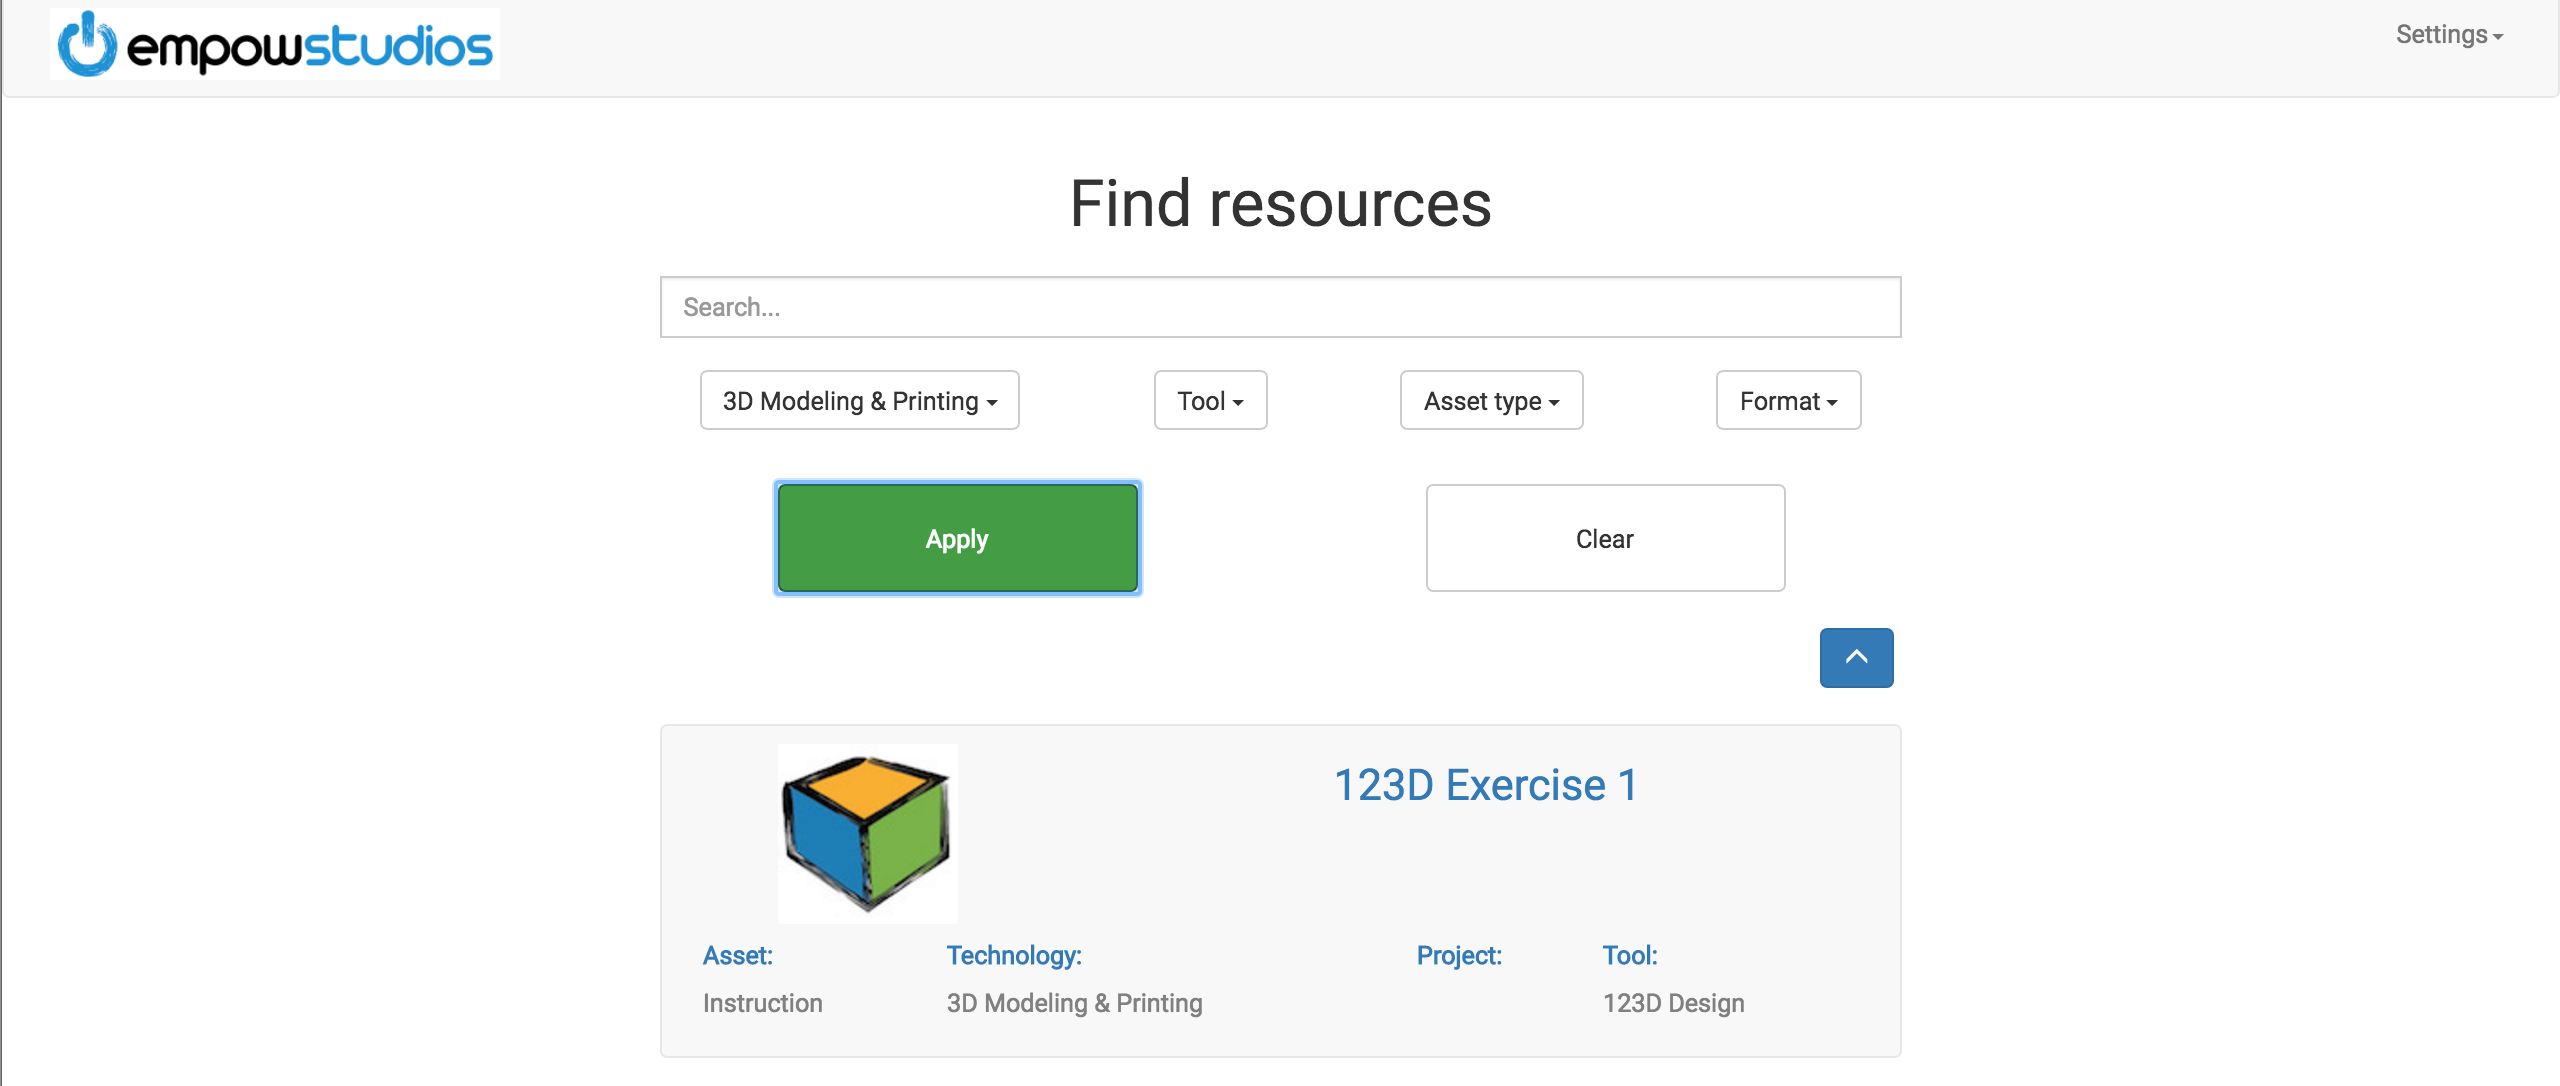 empowstudios
Settings
Find resources
Search...
3D Modeling & Printing
Tool
Asset type
Format
Apply
Clear
123D Exercise 1
Asset:
Technology:
Project:
Tool:
Instruction
3D Modeling & Printing
123D Design